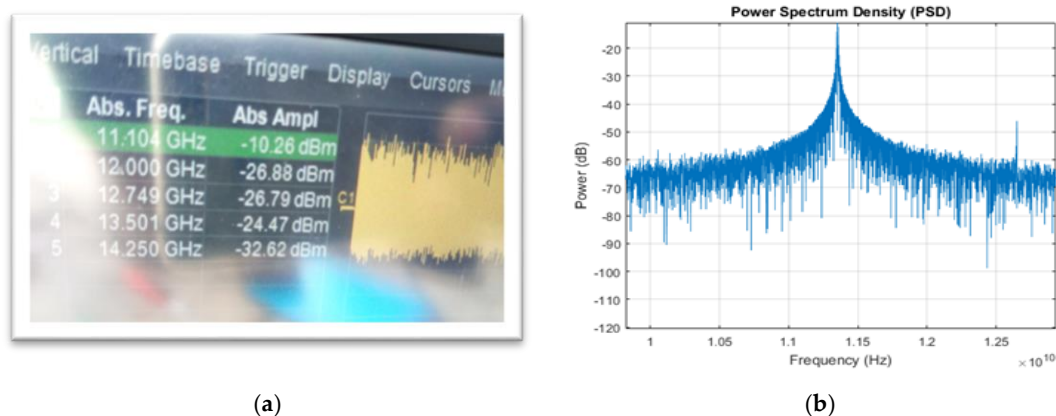 Vertical Timebase Trigger Display Cursors
Abs. Freq. Abs Ampl
11.104 GHz -10.26 dBm
12.000 GHz -26.88 dBm
3 12.749 GHz -26.79 dBm
4 13.501 GHz -24.47 dBm
5 14.250 GHz -32.62 dBm
C1
(a)
Power Spectrum Density (PSD)
Power (dB)
-20
-30
-40
-50
-60
-70
-80
-90
-100
-110
-120
1 1.05 1.1 1.15 1.2 1.25
Frequency (Hz)
×10^10
(b)